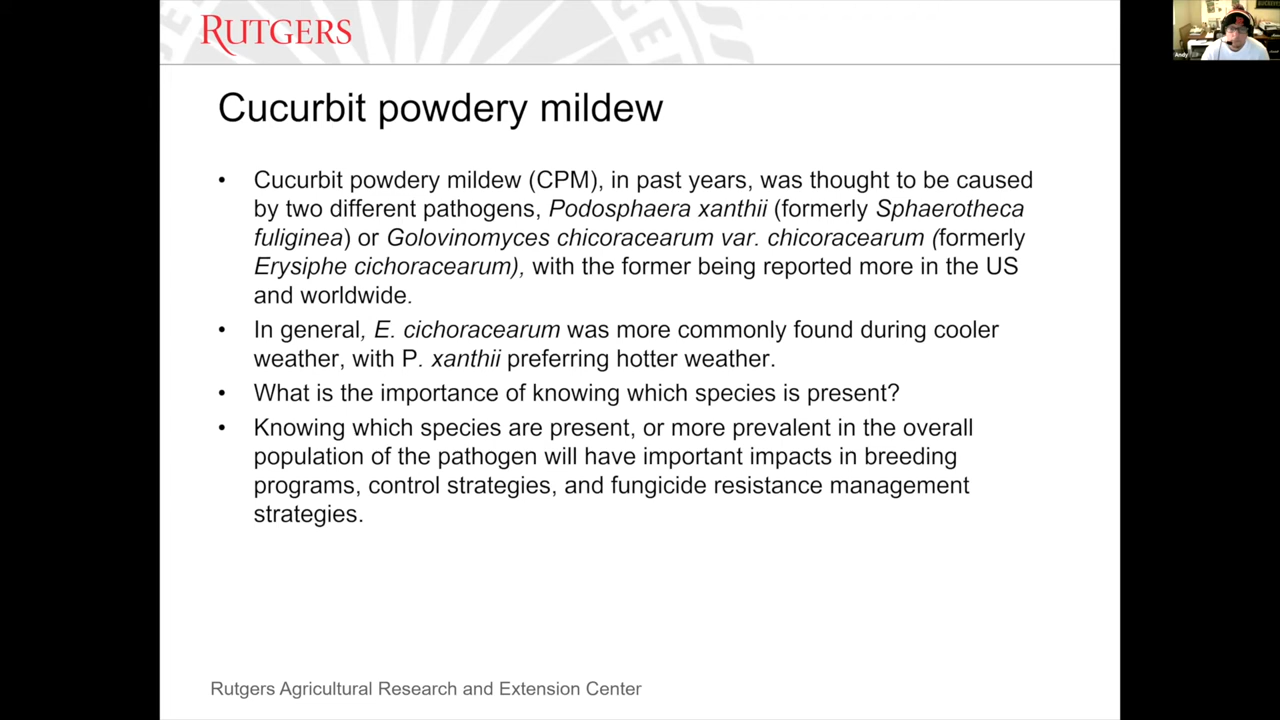 RUTGERS
Cucurbit powdery mildew
• Cucurbit powdery mildew (CPM), in past years, was thought to be caused
by two different pathogens, Podosphaera xanthii (formerly Sphaerotheca
fuliginea) or Golovinomyces chicoracearum var. chicoracearum (formerly
Erysiphe cichoracearum), with the former being reported more in the US
and worldwide.
• In general, E. cichoracearum was more commonly found during cooler
weather, with P. xanthii preferring hotter weather.
• What is the importance of knowing which species is present?
• Knowing which species are present, or more prevalent in the overall
population of the pathogen will have important impacts in breeding
programs, control strategies, and fungicide resistance management
strategies.
Rutgers Agricultural Research and Extension Center
Andy